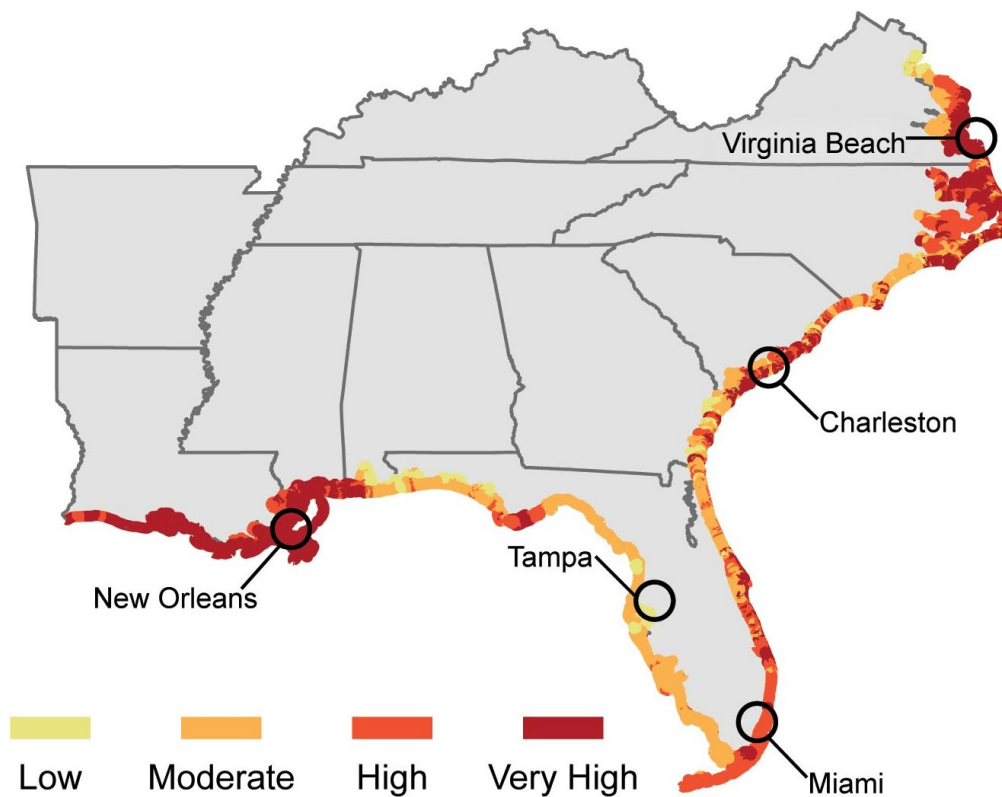 Virginia Beach
Charleston
Tampa
New Orleans
Miami
Low
Moderate
High
Very High